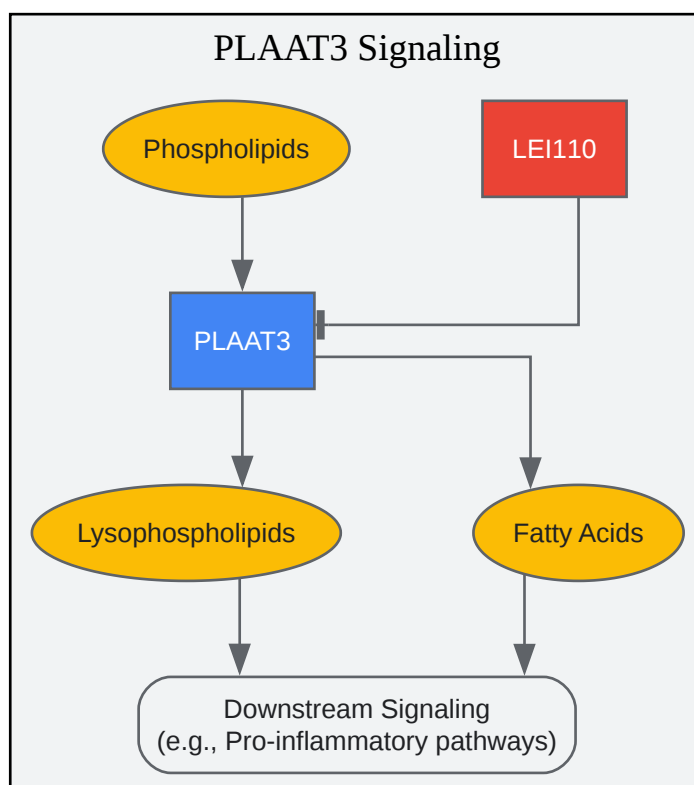 PLAAT3 Signaling
Phospholipids
LEI110
PLAAT3
Lysophospholipids
Fatty Acids
Downstream Signaling
(e.g., Pro-inflammatory pathways)